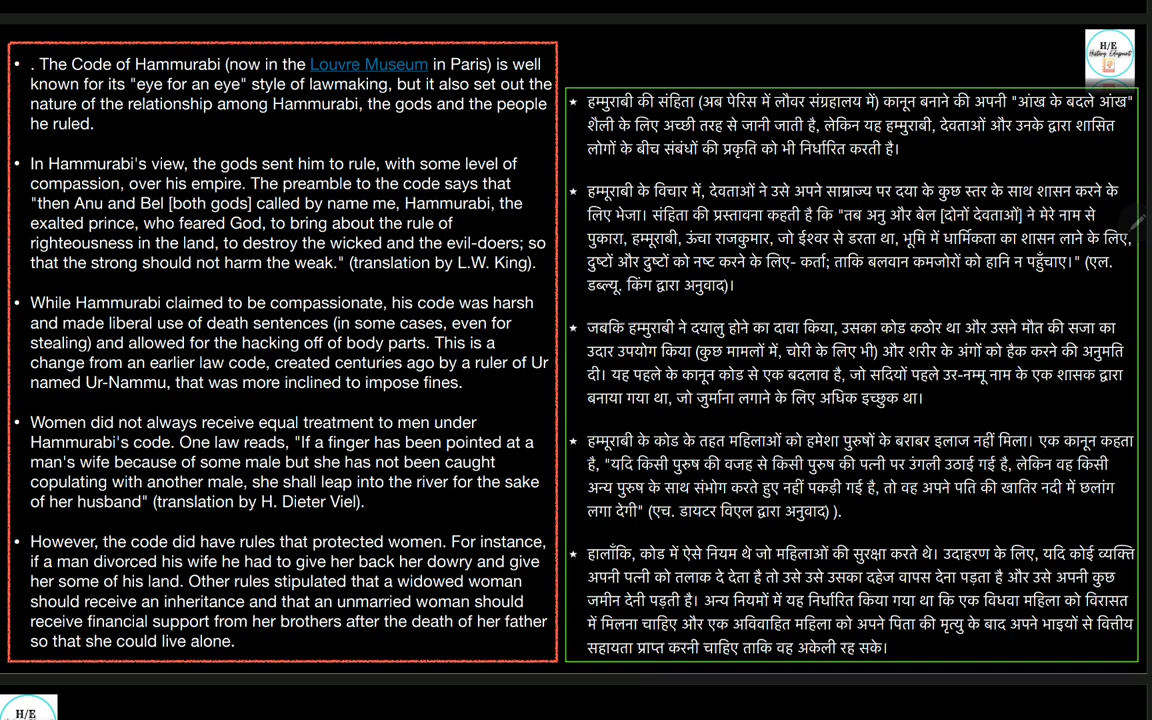 • . The Code of Hammurabi (now in the Louvre Museum in Paris) is well
known for its "eye for an eye" style of lawmaking, but it also set out the
nature of the relationship among Hammurabi, the gods and the people
he ruled.
• In Hammurabi's view, the gods sent him to rule, with some level of
compassion, over his empire. The preamble to the code says that
"then Anu and Bel [both gods] called by name me, Hammurabi, the
exalted prince, who feared God, to bring about the rule of
righteousness in the land, to destroy the wicked and the evil-doers; so
that the strong should not harm the weak." (translation by L.W. King).
• While Hammurabi claimed to be compassionate, his code was harsh
and made liberal use of death sentences (in some cases, even for
stealing) and allowed for the hacking off of body parts. This is a
change from an earlier law code, created centuries ago by a ruler of Ur
named Ur-Nammu, that was more inclined to impose fines.
• Women did not always receive equal treatment to men under
Hammurabi's code. One law reads, "If a finger has been pointed at a
man's wife because of some male but she has not been caught
copulating with another male, she shall leap into the river for the sake
of her husband" (translation by H. Dieter Viel).
• However, the code did have rules that protected women. For instance,
if a man divorced his wife he had to give her back her dowry and give
her some of his land. Other rules stipulated that a widowed woman
should receive an inheritance and that an unmarried woman should
receive financial support from her brothers after the death of her father
so that she could live alone.
H/E
History Edupoint
★ हम्मुराबी की संहिता (अब पेरिस में लौवर संग्रहालय में) कानून बनाने की अपनी "आंख के बदले आंख"
शैली के लिए अच्छी तरह से जानी जाती है, लेकिन यह हम्मुराबी, देवताओं और उनके द्वारा शासित
लोगों के बीच संबंधों की प्रकृति को भी निर्धारित करती है।
★ हम्मूराबी के विचार में, देवताओं ने उसे अपने साम्राज्य पर दया के कुछ स्तर के साथ शासन करने के
लिए भेजा। संहिता की प्रस्तावना कहती है कि "तब अनु और बेल [दोनों देवताओं] ने मेरे नाम से
पुकारा, हम्मूराबी, ऊंचा राजकुमार, जो ईश्वर से डरता था, भूमि में धार्मिकता का शासन लाने के लिए,
दुष्टों और दुष्टों को नष्ट करने के लिए- कर्ता; ताकि बलवान कमजोरों को हानि न पहुँचाए।" (एल.
डब्ल्यू. किंग द्वारा अनुवाद)।
★ जबकि हम्मुराबी ने दयालु होने का दावा किया, उसका कोड कठोर था और उसने मौत की सजा का
उदार उपयोग किया (कुछ मामलों में, चोरी के लिए भी) और शरीर के अंगों को हैक करने की अनुमति
दी। यह पहले के कानून कोड से एक बदलाव है, जो सदियों पहले उर-नम्मू नाम के एक शासक द्वारा
बनाया गया था, जो जुर्माना लगाने के लिए अधिक इच्छुक था।
★ हम्मूराबी के कोड के तहत महिलाओं को हमेशा पुरुषों के बराबर इलाज नहीं मिला। एक कानून कहता
है, "यदि किसी पुरुष की वजह से किसी पुरुष की पत्नी पर उंगली उठाई गई है, लेकिन वह किसी
अन्य पुरुष के साथ संभोग करते हुए नहीं पकड़ी गई है, तो वह अपने पति की खातिर नदी में छलांग
लगा देगी" (एच. डायटर विएल द्वारा अनुवाद) ).
★ हालाँकि, कोड में ऐसे नियम थे जो महिलाओं की सुरक्षा करते थे। उदाहरण के लिए, यदि कोई व्यक्ति
अपनी पत्नी को तलाक दे देता है तो उसे उसे उसका दहेज वापस देना पड़ता है और उसे अपनी कुछ
जमीन देनी पड़ती है। अन्य नियमों में यह निर्धारित किया गया था कि एक विधवा महिला को विरासत
में मिलना चाहिए और एक अविवाहित महिला को अपने पिता की मृत्यु के बाद अपने भाइयों से वित्तीय
सहायता प्राप्त करनी चाहिए ताकि वह अकेली रह सके।
H/E